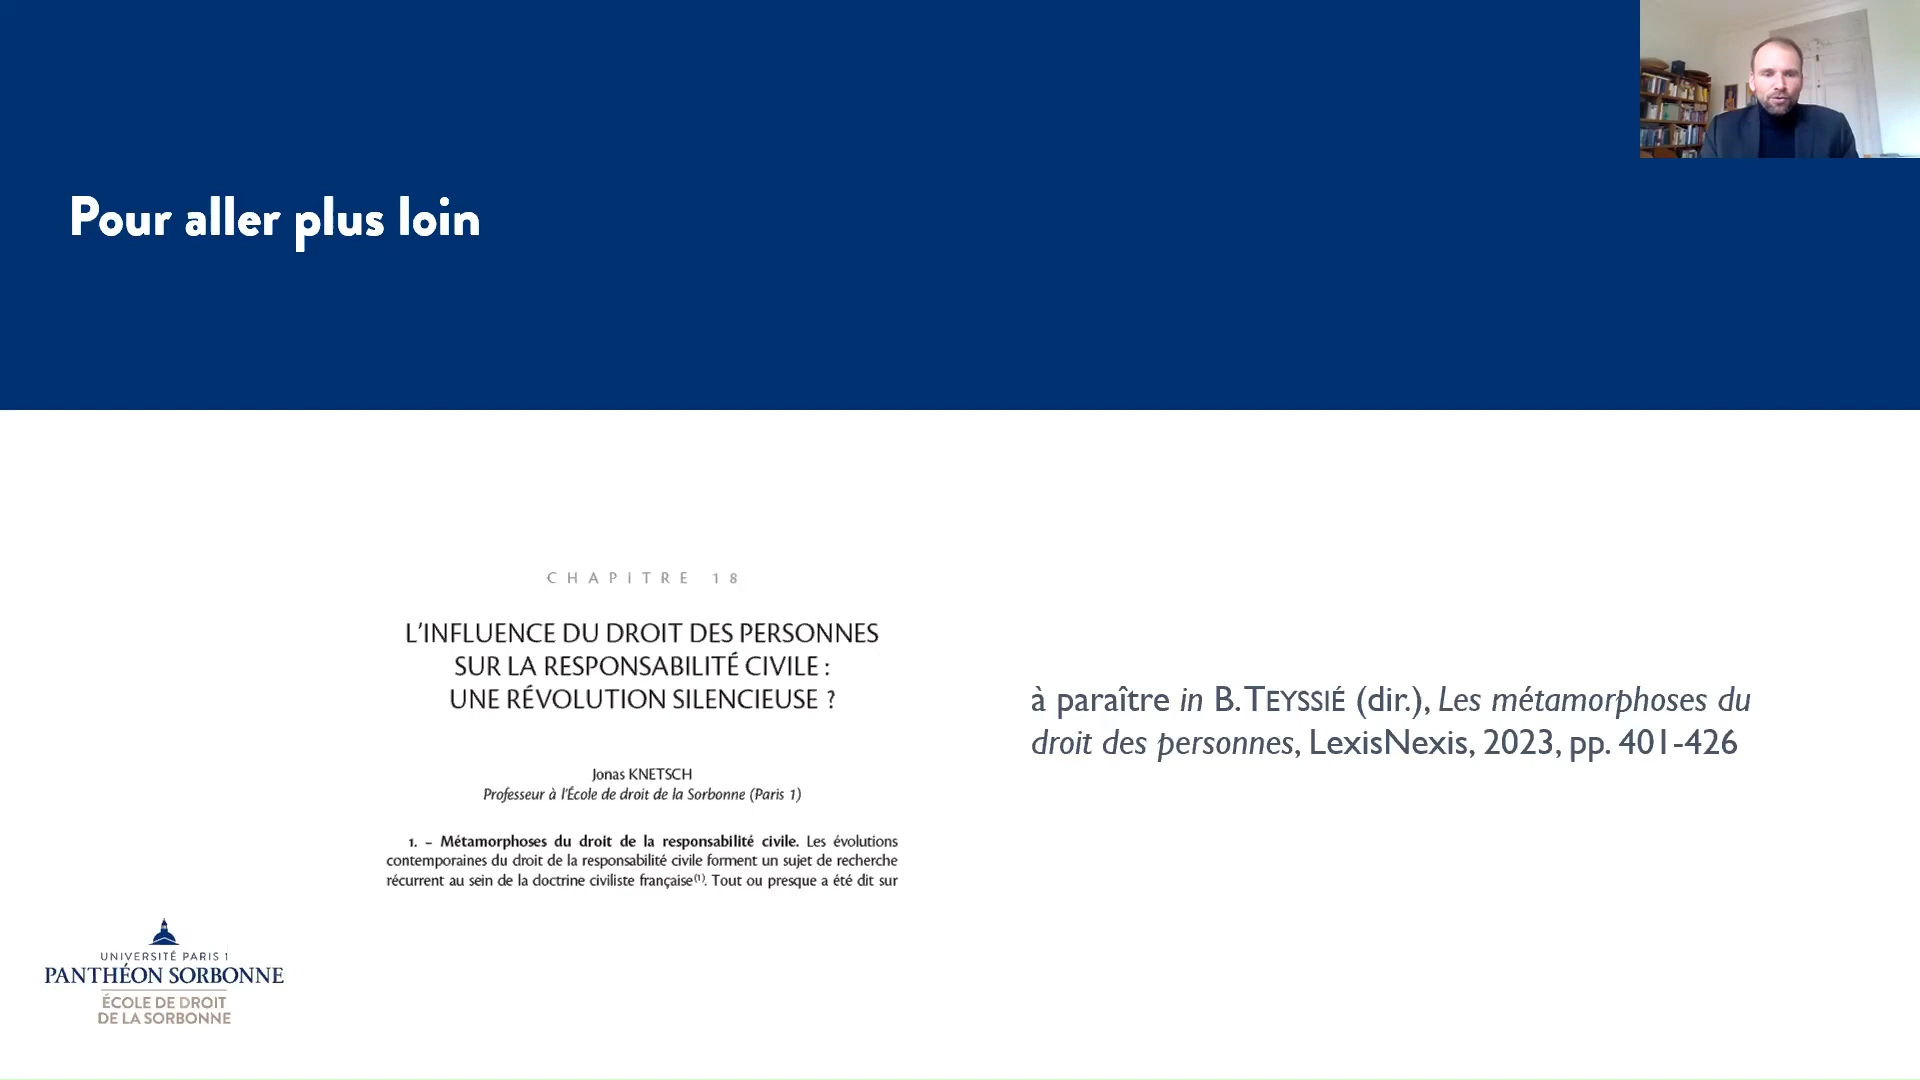 Pour aller plus loin
CHAPITRE 18
L'INFLUENCE DU DROIT DES PERSONNES
SUR LA RESPONSABILITÉ CIVILE :
UNE RÉVOLUTION SILENCIEUSE ?
Jonas KNETSCH
Professeur à l'École de droit de la Sorbonne (Paris 1)
1. – Métamorphoses du droit de la responsabilité civile. Les évolutions
contemporaines du droit de la responsabilité civile forment un sujet de recherche
récurrent au sein de la doctrine civiliste française(1). Tout ou presque a été dit sur
à paraître in B. TEYSSIÉ (dir.), Les métamorphoses du
droit des personnes, LexisNexis, 2023, pp. 401-426
UNIVERSITÉ PARIS 1
PANTHÉON SORBONNE
ÉCOLE DE DROIT
DE LA SORBONNE